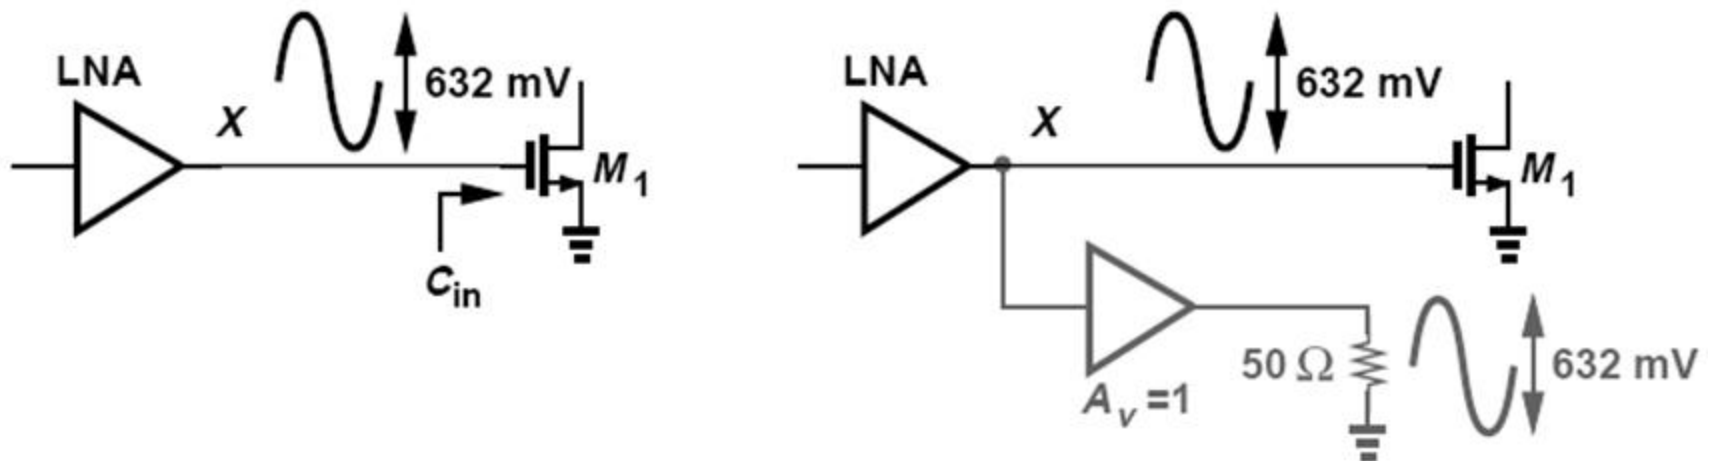 LNA
632 mV
X
M1
Cin
LNA
632 mV
X
M1
Av =1
50 Ω
632 mV